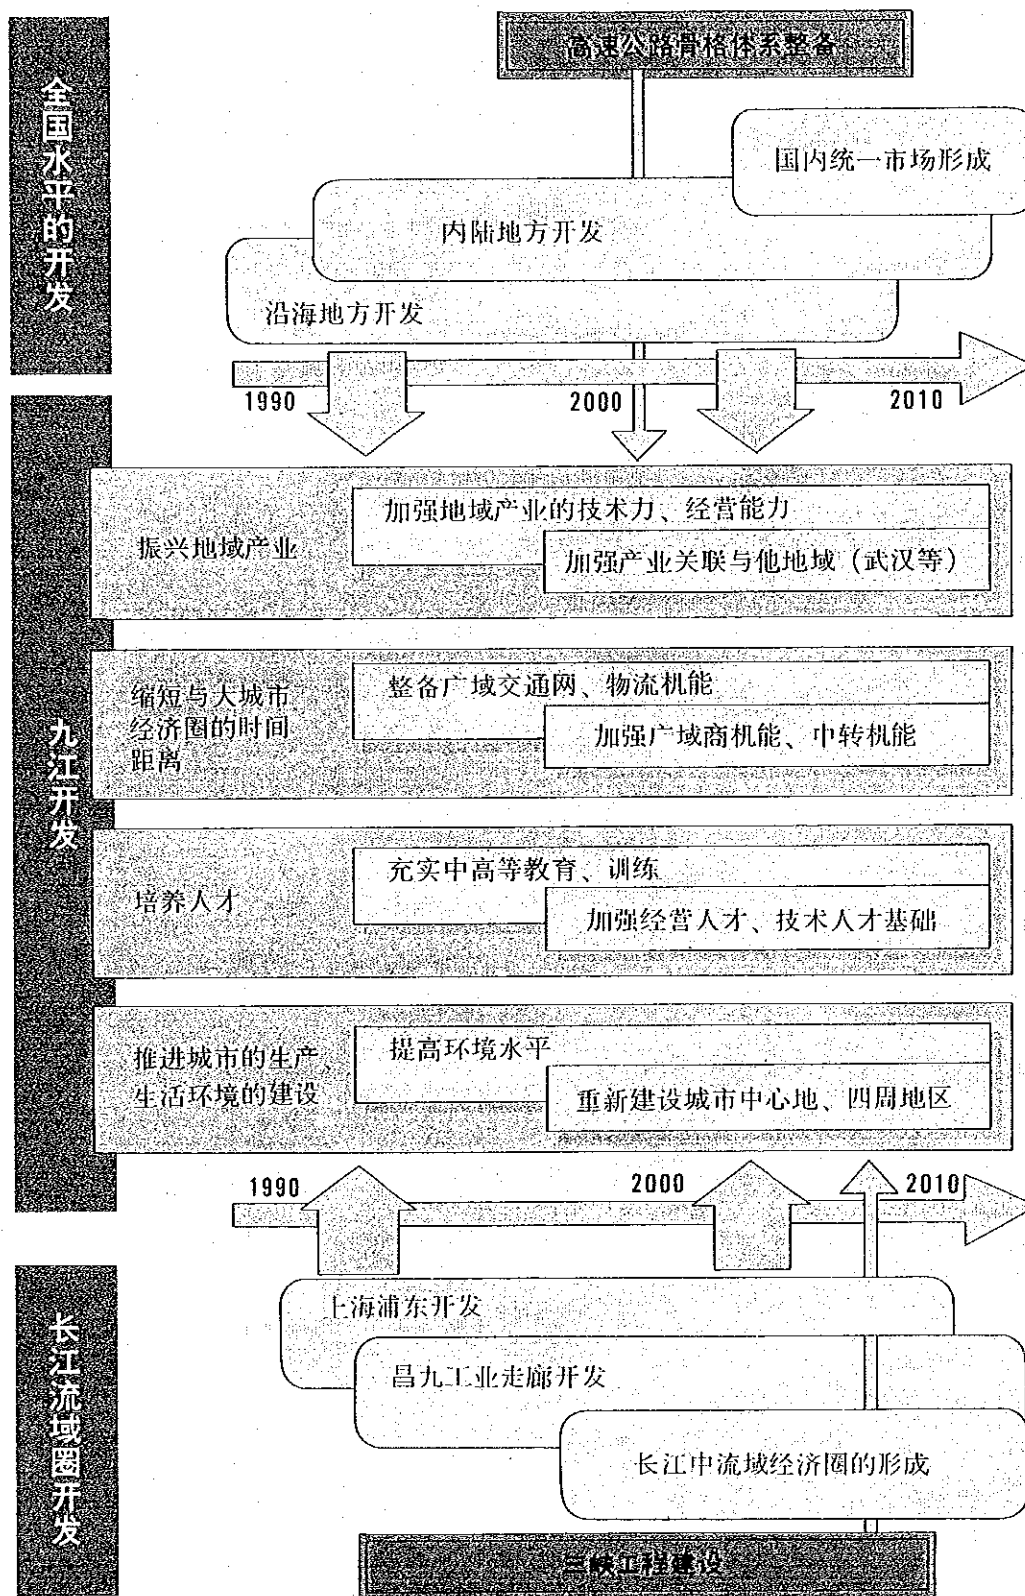 全国水平的开发
高速公路骨格体系整备
国内统一市场形成
内陆地方开发
沿海地方开发
1990
2000
2010
九江开发
振兴地域产业
加强地域产业的技术力、经营能力
加强产业关联与他地域（武汉等）
缩短与大城市
经济圈的时间
距离
整备广域交通网、物流机能
加强广域商机能、中转机能
培养人才
充实中高等教育、训练
加强经营人才、技术人才基础
推进城市的生产、
生活环境的建设
提高环境水平
重新建设城市中心地、四周地区
1990
2000
2010
长江流域圈开发
上海浦东开发
昌九工业走廊开发
长江中流域经济圈的形成
三峡工程建设